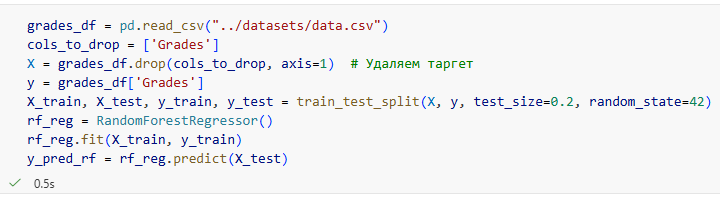 grades_df = pd.read_csv("../datasets/data.csv")
cols_to_drop = ['Grades']
X = grades_df.drop(cols_to_drop, axis=1)  # Удаляем таргет
y = grades_df['Grades']
X_train, X_test, y_train, y_test = train_test_split(X, y, test_size=0.2, random_state=42)
rf_reg = RandomForestRegressor()
rf_reg.fit(X_train, y_train)
y_pred_rf = rf_reg.predict(X_test)
0.5s